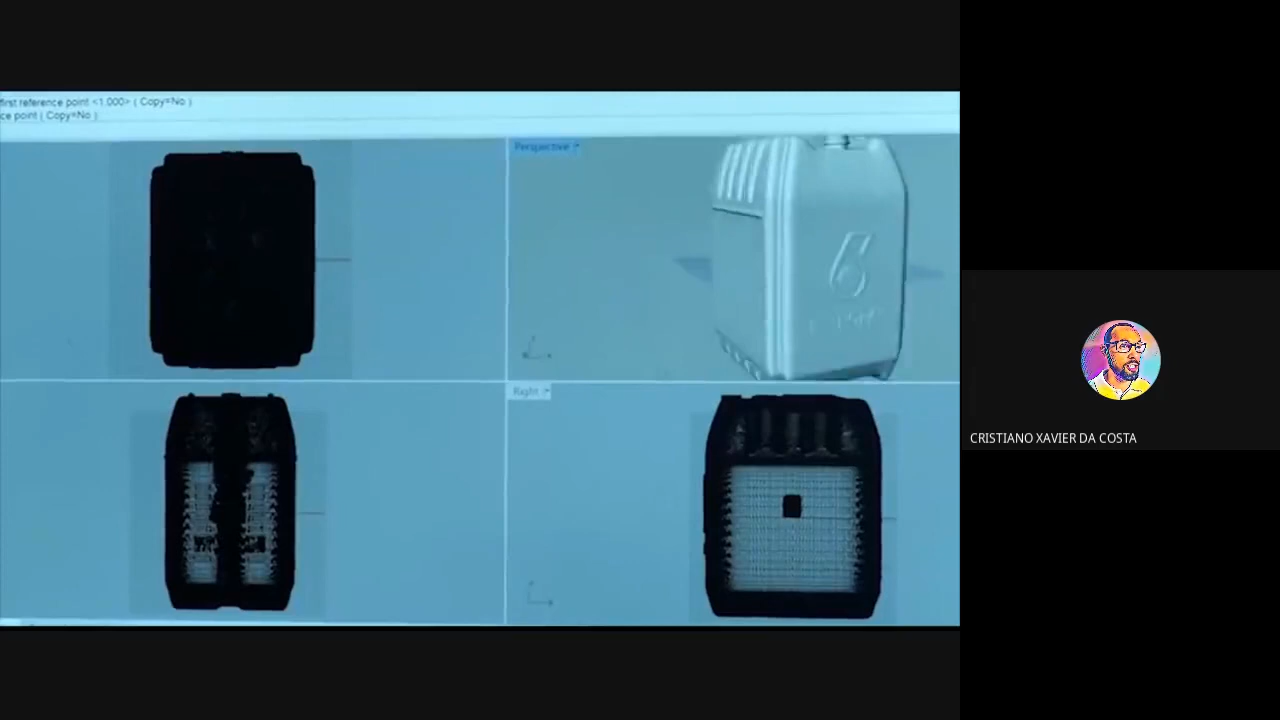 first reference point <1.000> ( Copy=No )
ce point ( Copy=No )
Perspective
6
Right
CRISTIANO XAVIER DA COSTA